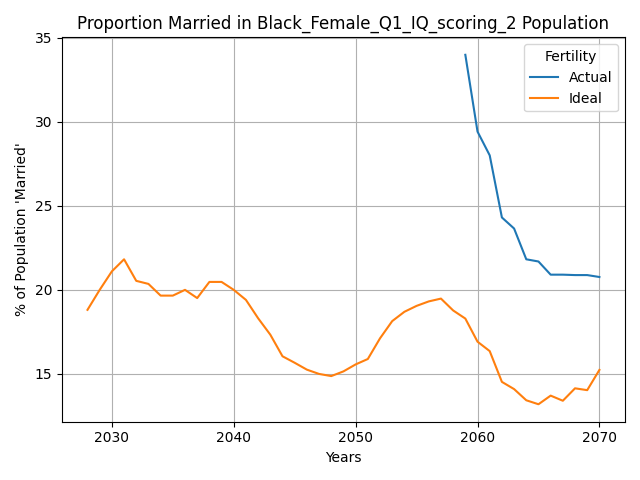 Proportion Married in Black_Female_Q1_IQ_scoring_2 Population
% of Population 'Married'
35
30
25
20
15
Fertility
Actual
Ideal
2030 2040 2050 2060 2070
Years